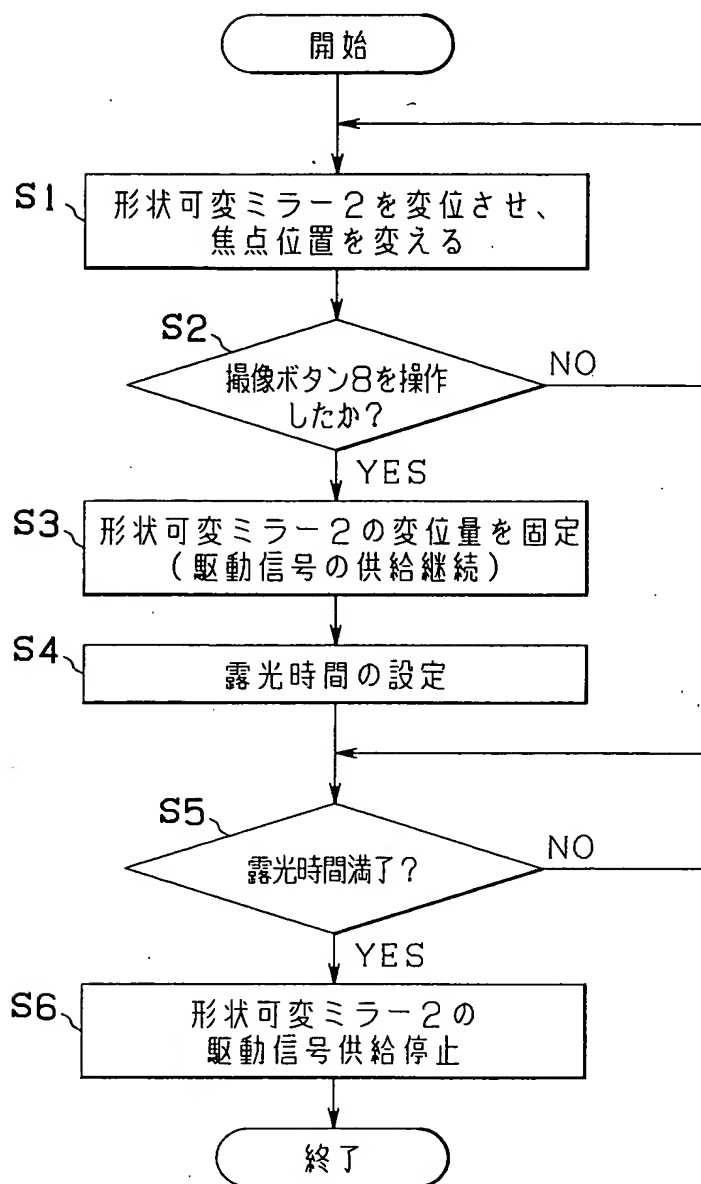 開始
S1
形状可変ミラー2を変位させ、
焦点位置を変える
S2
撮像ボタン8を操作
したか?
NO
YES
S3
形状可変ミラー2の変位量を固定
(駆動信号の供給継続)
S4
露光時間の設定
S5
露光時間満了?
NO
YES
S6
形状可変ミラー2の
駆動信号供給停止
終了